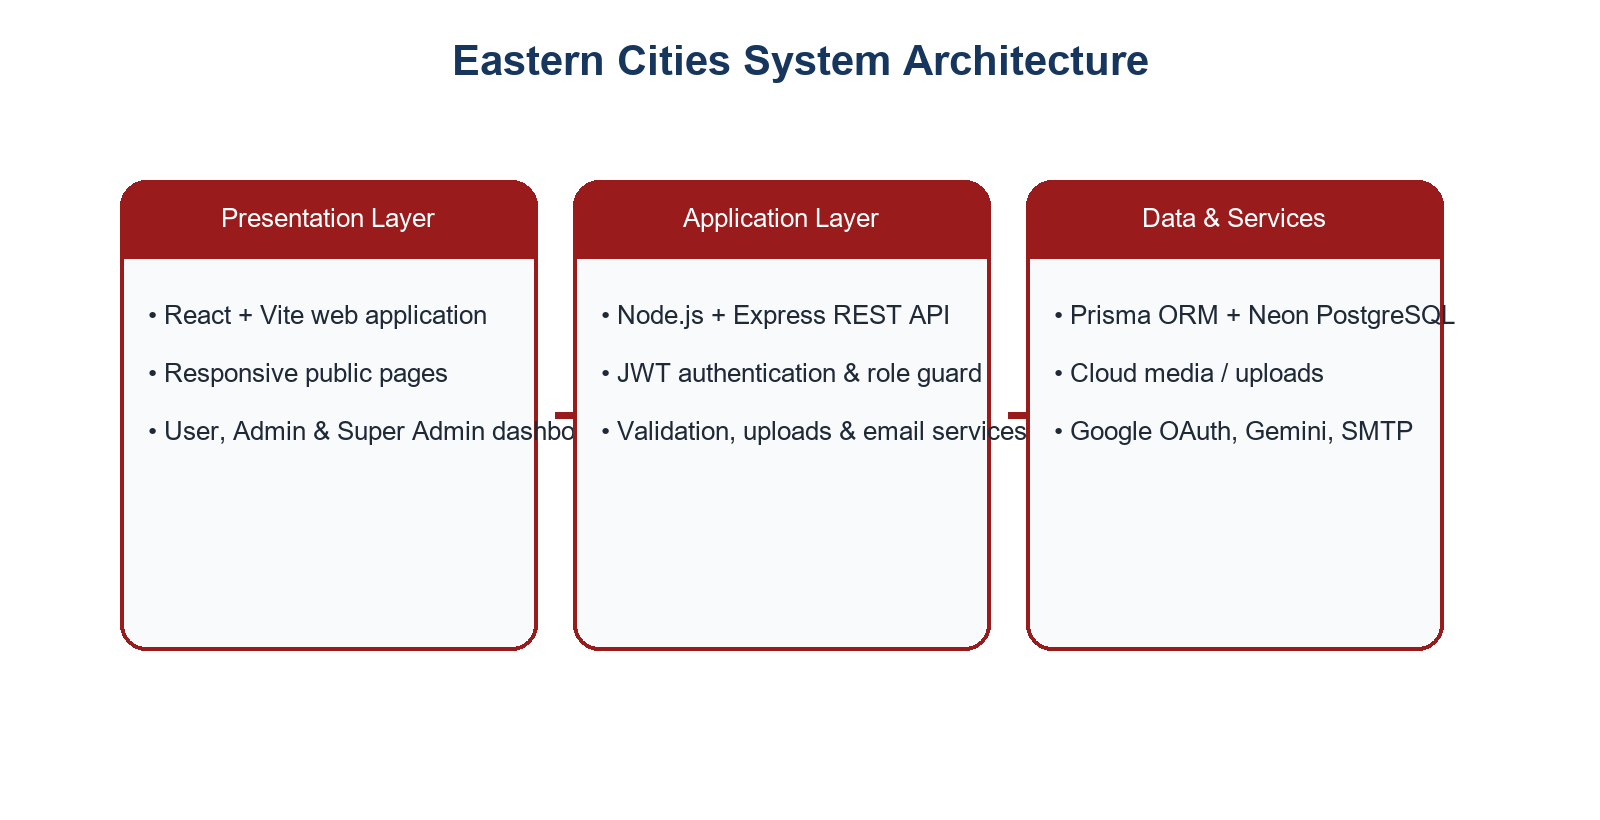 Eastern Cities System Architecture
Presentation Layer
• React + Vite web application
• Responsive public pages
• User, Admin & Super Admin dashbo
Application Layer
• Node.js + Express REST API
• JWT authentication & role guard
• Validation, uploads & email services
Data & Services
• Prisma ORM + Neon PostgreSQL
• Cloud media / uploads
• Google OAuth, Gemini, SMTP